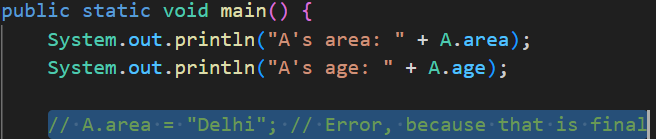 public static void main() {
System.out.println("A's area: " + A.area);
System.out.println("A's age: " + A.age);
// A.area = "Delhi"; // Error, because that is final